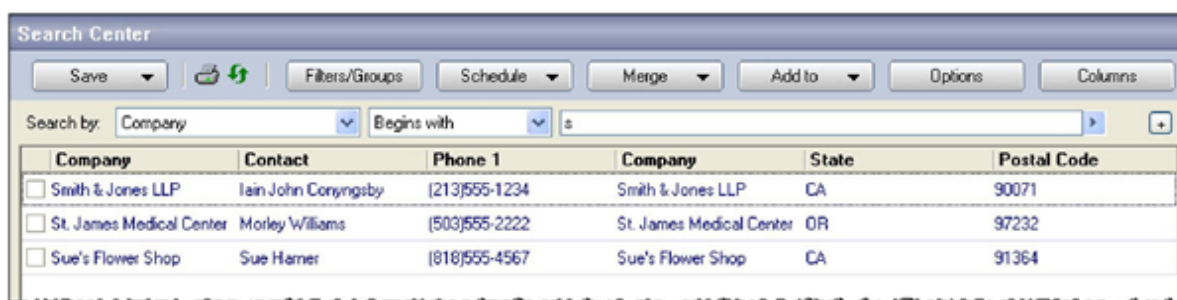 Search Center
Save Filters/Groups Schedule Merge Add to Options Columns
Search by: Company Begins with s
Company Contact Phone 1 Company State Postal Code
Smith & Jones LLP Iain John Conyngsby (213)555-1234 Smith & Jones LLP CA 90071
St. James Medical Center Morley Williams (503)555-2222 St. James Medical Center OR 97232
Sue's Flower Shop Sue Hamer (818)555-4567 Sue's Flower Shop CA 91364